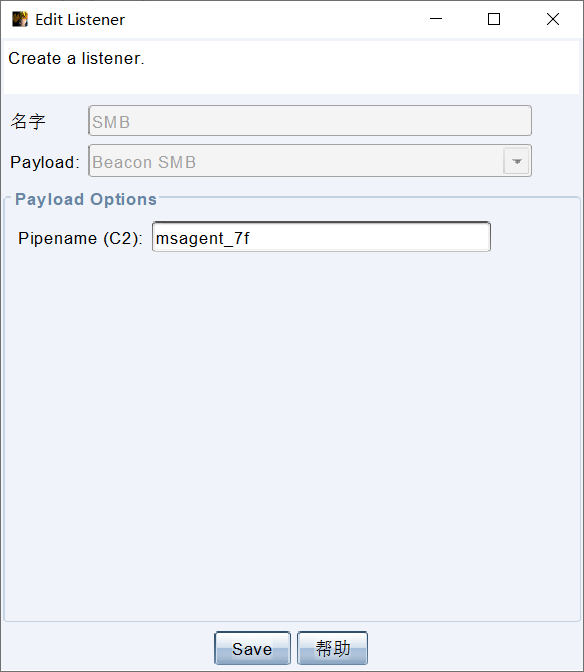 Edit Listener
Create a listener.
名字 SMB
Payload: Beacon SMB
Payload Options
Pipename (C2): msagent_7f
Save 帮助